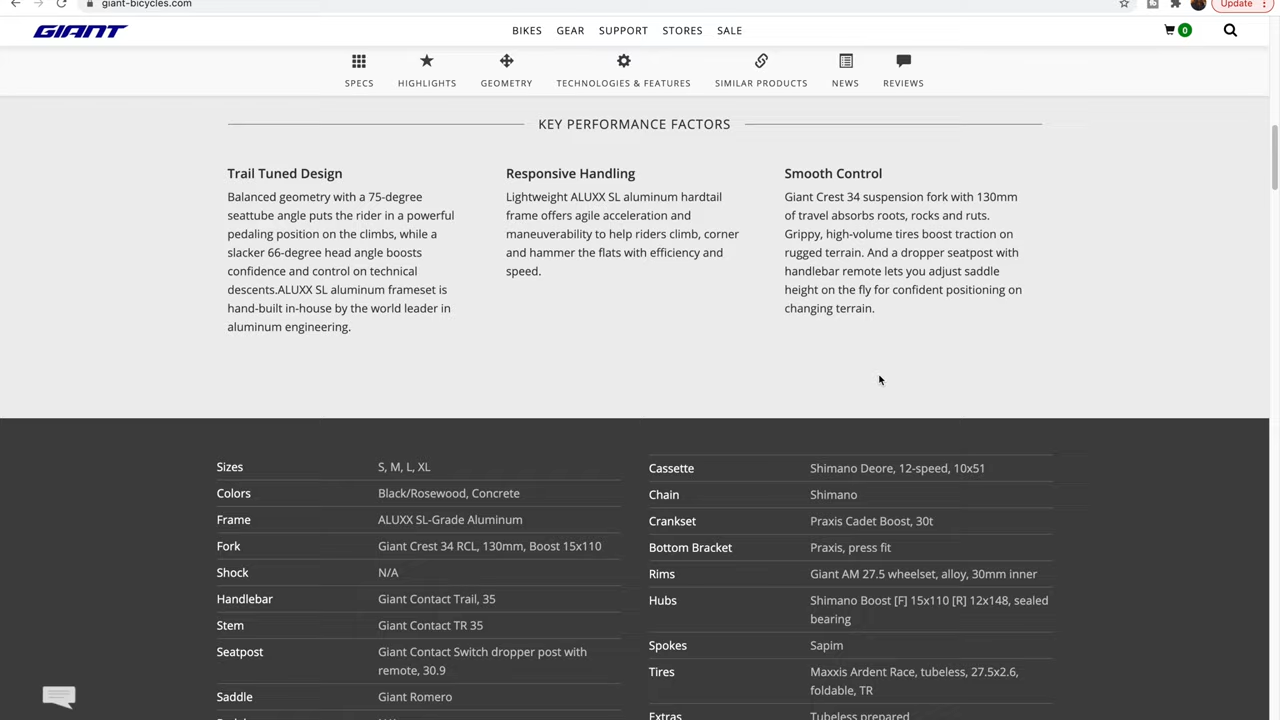 giant-bicycles.com
Update
GIANT
BIKES GEAR SUPPORT STORES SALE
0
SPECS HIGHLIGHTS GEOMETRY TECHNOLOGIES & FEATURES SIMILAR PRODUCTS NEWS REVIEWS
KEY PERFORMANCE FACTORS
Trail Tuned Design
Balanced geometry with a 75-degree
seattube angle puts the rider in a powerful
pedaling position on the climbs, while a
slacker 66-degree head angle boosts
confidence and control on technical
descents.ALUXX SL aluminum frameset is
hand-built in-house by the world leader in
aluminum engineering.
Responsive Handling
Lightweight ALUXX SL aluminum hardtail
frame offers agile acceleration and
maneuverability to help riders climb, corner
and hammer the flats with efficiency and
speed.
Smooth Control
Giant Crest 34 suspension fork with 130mm
of travel absorbs roots, rocks and ruts.
Grippy, high-volume tires boost traction on
rugged terrain. And a dropper seatpost with
handlebar remote lets you adjust saddle
height on the fly for confident positioning on
changing terrain.
Sizes S, M, L, XL
Colors Black/Rosewood, Concrete
Frame ALUXX SL-Grade Aluminum
Fork Giant Crest 34 RCL, 130mm, Boost 15x110
Shock N/A
Handlebar Giant Contact Trail, 35
Stem Giant Contact TR 35
Seatpost Giant Contact Switch dropper post with
remote, 30.9
Saddle Giant Romero
Cassette Shimano Deore, 12-speed, 10x51
Chain Shimano
Crankset Praxis Cadet Boost, 30t
Bottom Bracket Praxis, press fit
Rims Giant AM 27.5 wheelset, alloy, 30mm inner
Hubs Shimano Boost [F] 15x110 [R] 12x148, sealed
bearing
Spokes Sapim
Tires Maxxis Ardent Race, tubeless, 27.5x2.6,
foldable, TR
Extras Tubeless prepared